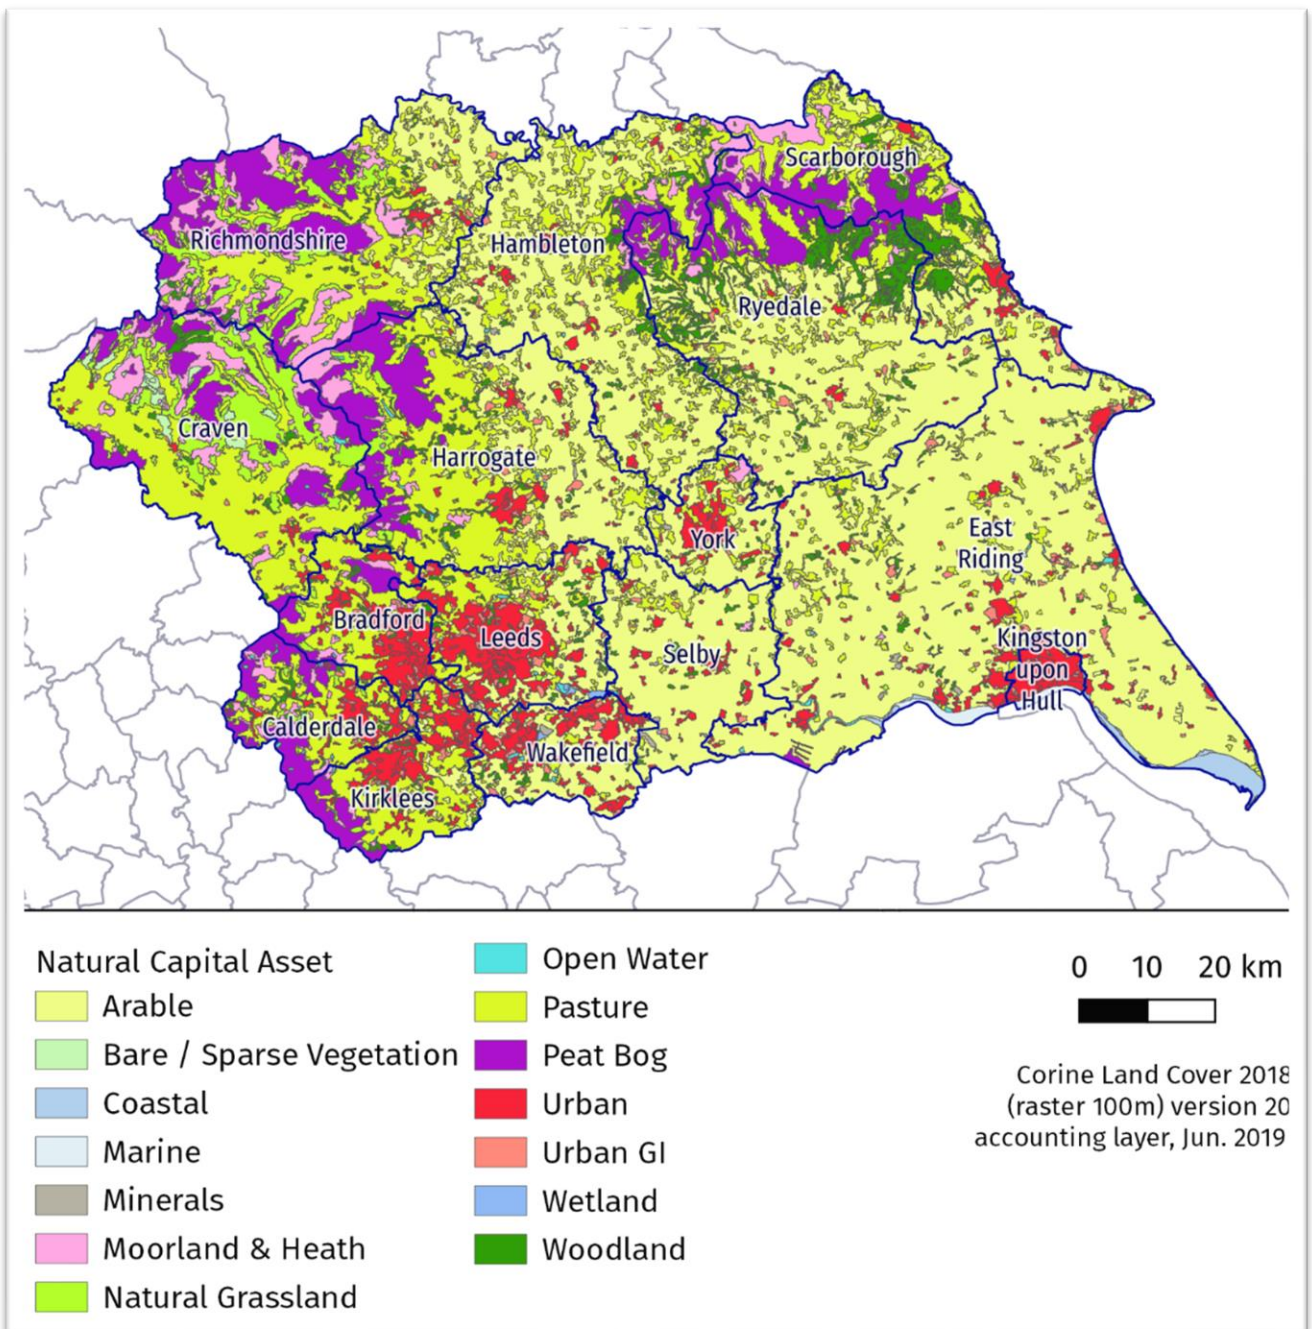 Scarborough
Richmondshire
Hambleton
Ryedale
Craven
Harrogate
York
East
Riding
Bradford
Leeds
Selby
Kingston
upon
Hull
Calderdale
Wakefield
Kirklees
Natural Capital Asset
Arable
Bare / Sparse Vegetation
Coastal
Marine
Minerals
Moorland & Heath
Natural Grassland
Open Water
Pasture
Peat Bog
Urban
Urban GI
Wetland
Woodland
0 10 20 km
Corine Land Cover 2018
(raster 100m) version 20
accounting layer, Jun. 2019